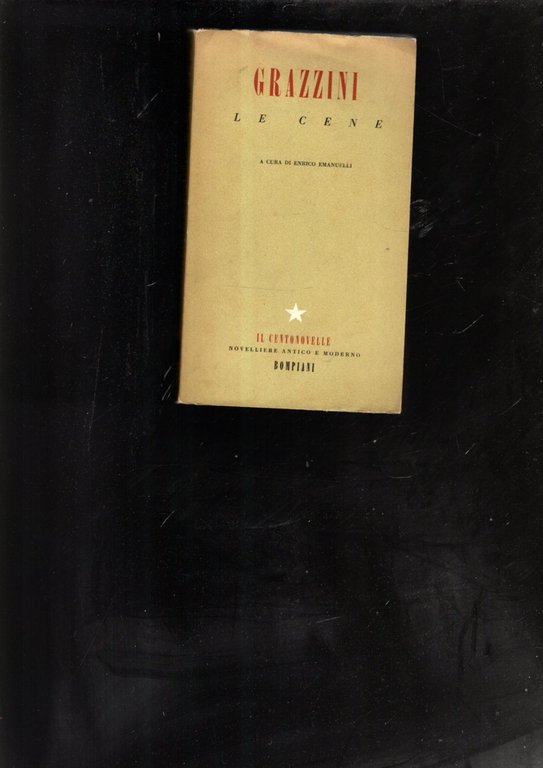 GRAZZINI
LE CENE
A CURA DI ENRICO EMANUELLI
IL CENTONOVELLE
NOVELLIERE ANTICO E MODERNO
BOMPIANI